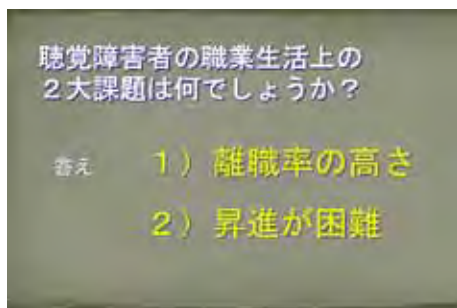 聴覚障害者の職業生活上の
２大課題は何でしょうか？
答え　１）離職率の高さ
２）昇進が困難